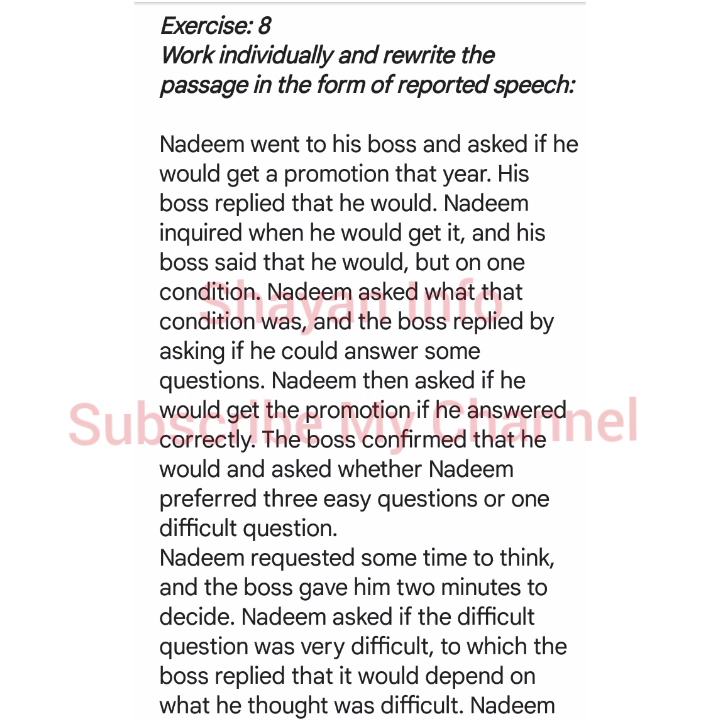 Exercise: 8
Work individually and rewrite the
passage in the form of reported speech:
Nadeem went to his boss and asked if he
would get a promotion that year. His
boss replied that he would. Nadeem
inquired when he would get it, and his
boss said that he would, but on one
condition. Nadeem asked what that
condition was, and the boss replied by
asking if he could answer some
questions. Nadeem then asked if he
would get the promotion if he answered
correctly. The boss confirmed that he
would and asked whether Nadeem
preferred three easy questions or one
difficult question.
Nadeem requested some time to think,
and the boss gave him two minutes to
decide. Nadeem asked if the difficult
question was very difficult, to which the
boss replied that it would depend on
what he thought was difficult. Nadeem
Shayan Info
Subscribe My Channel